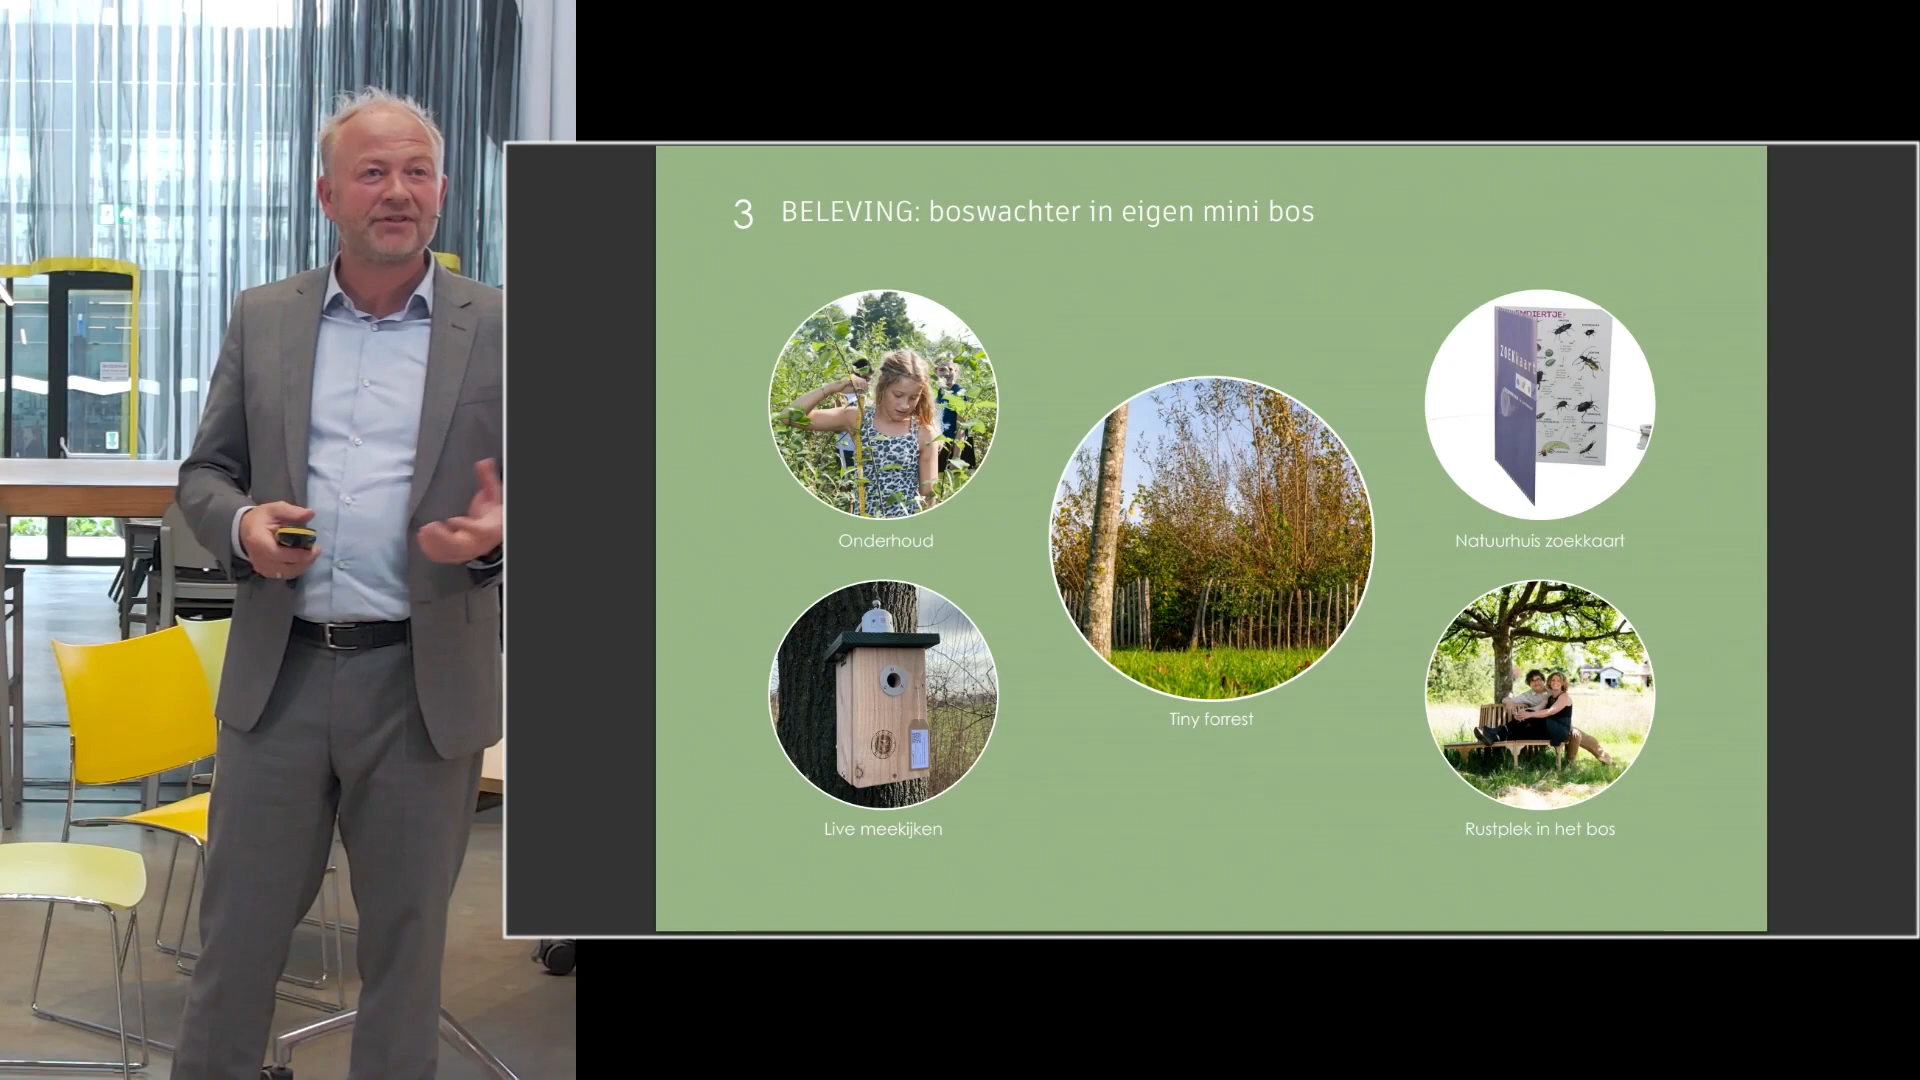 3 BELEVING: boswachter in eigen mini bos
Onderhoud
Natuurhuis zoekkaart
Live meekijken
Tiny forrest
Rustplek in het bos